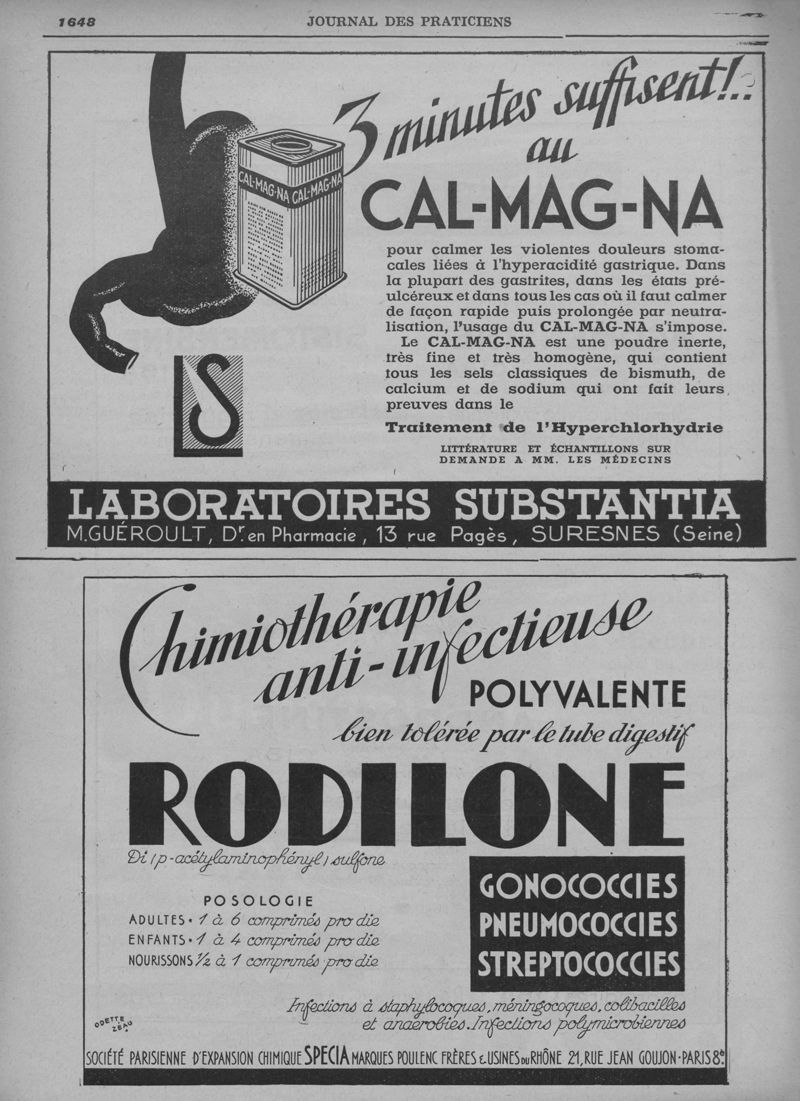 1648
JOURNAL DES PRATICIENS
3 minutes suffisent!..
au
CAL-MAG-NA
CAL-MAG-NA CAL-MAG-NA
pour calmer les violentes douleurs stoma-
cales liées à l'hyperacidité gastrique. Dans
la plupart des gastrites, dans les états pré-
ulcéreux et dans tous les cas où il faut calmer
de façon rapide puis prolongée par neutra-
lisation, l'usage du CAL-MAG-NA s'impose.
Le CAL-MAG-NA est une poudre inerte,
très fine et très homogène, qui contient
tous les sels classiques de bismuth, de
calcium et de sodium qui ont fait leurs
preuves dans le
Traitement de l'Hyperchlorhydrie
LITTÉRATURE ET ÉCHANTILLONS SUR
DEMANDE A MM. LES MÉDECINS
LS
LABORATOIRES SUBSTANTIA
M.GUÉROULT, Dr en Pharmacie, 13 rue Pagès, SURESNES (Seine)
Chimiothérapie
anti-infectieuse
POLYVALENTE
bien tolérée par le tube digestif
RODILONE
Di (p-acétylaminophényl) sulfone
POSOLOGIE
ADULTES • 1 à 6 comprimés pro die
ENFANTS • 1 à 4 comprimés pro die
NOURISSONS ½ à 1 comprimés pro die
GONOCOCCIES
PNEUMOCOCCIES
STREPTOCOCCIES
Infections à staphylocoques, méningocoques, colibacilles
et anaérobies. Infections polymicrobiennes
ODETTE
ZEAU
SOCIÉTÉ PARISIENNE D'EXPANSION CHIMIQUE SPECIA MARQUES POULENC FRÈRES & USINES DU RHÔNE 21, RUE JEAN GOUJON-PARIS 8e